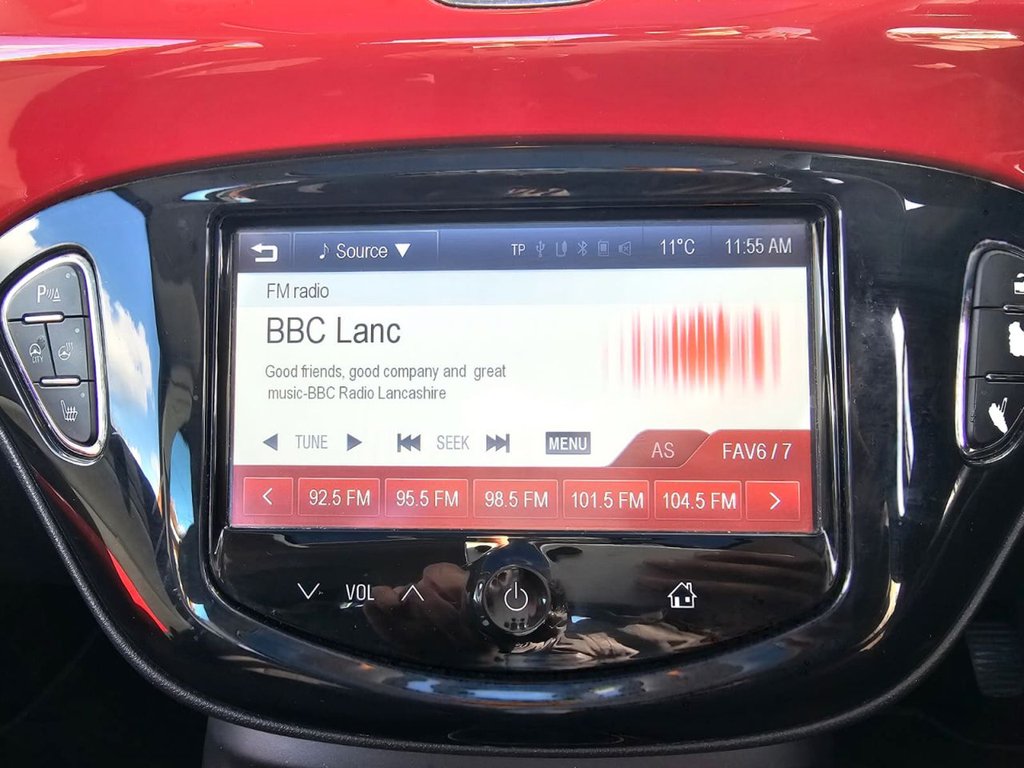 Source TP 11°C 11:55 AM
FM radio
BBC Lanc
Good friends, good company and great
music-BBC Radio Lancashire
TUNE SEEK MENU AS FAV6 / 7
92.5 FM 95.5 FM 98.5 FM 101.5 FM 104.5 FM
P
CITY
VOL